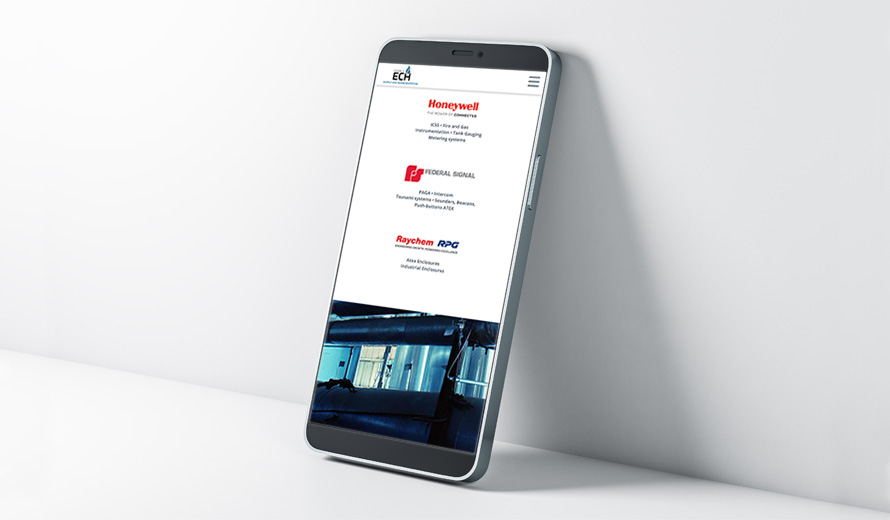 ECH
Honeywell
THE POWER OF CONNECTED
ICSS • Fire and Gas
Instrumentation • Tank Gauging
Metering systems
FEDERAL SIGNAL
PAGA • Intercom
Tsunami systems • Sounders, Beacons,
Push-buttons ATEX
Raychem RPG
Atex Enclosures
Industrial Enclosures